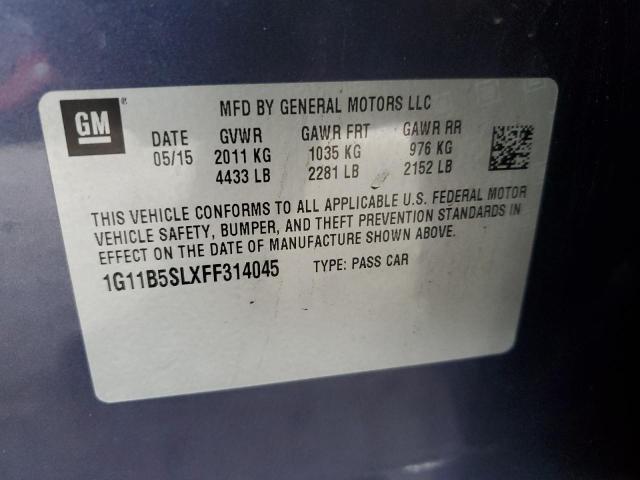 GM
MFD BY GENERAL MOTORS LLC
DATE GVWR GAWR FRT GAWR RR
05/15 2011 KG 1035 KG 976 KG
4433 LB 2281 LB 2152 LB
THIS VEHICLE CONFORMS TO ALL APPLICABLE U.S. FEDERAL MOTOR
VEHICLE SAFETY, BUMPER, AND THEFT PREVENTION STANDARDS IN
EFFECT ON THE DATE OF MANUFACTURE SHOWN ABOVE.
1G11B5SLXFF314045 TYPE: PASS CAR